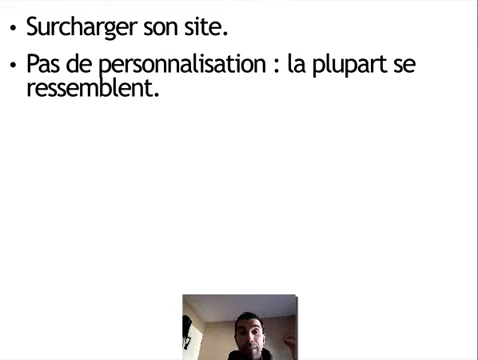 • Surcharger son site.
• Pas de personnalisation : la plupart se
ressemblent.